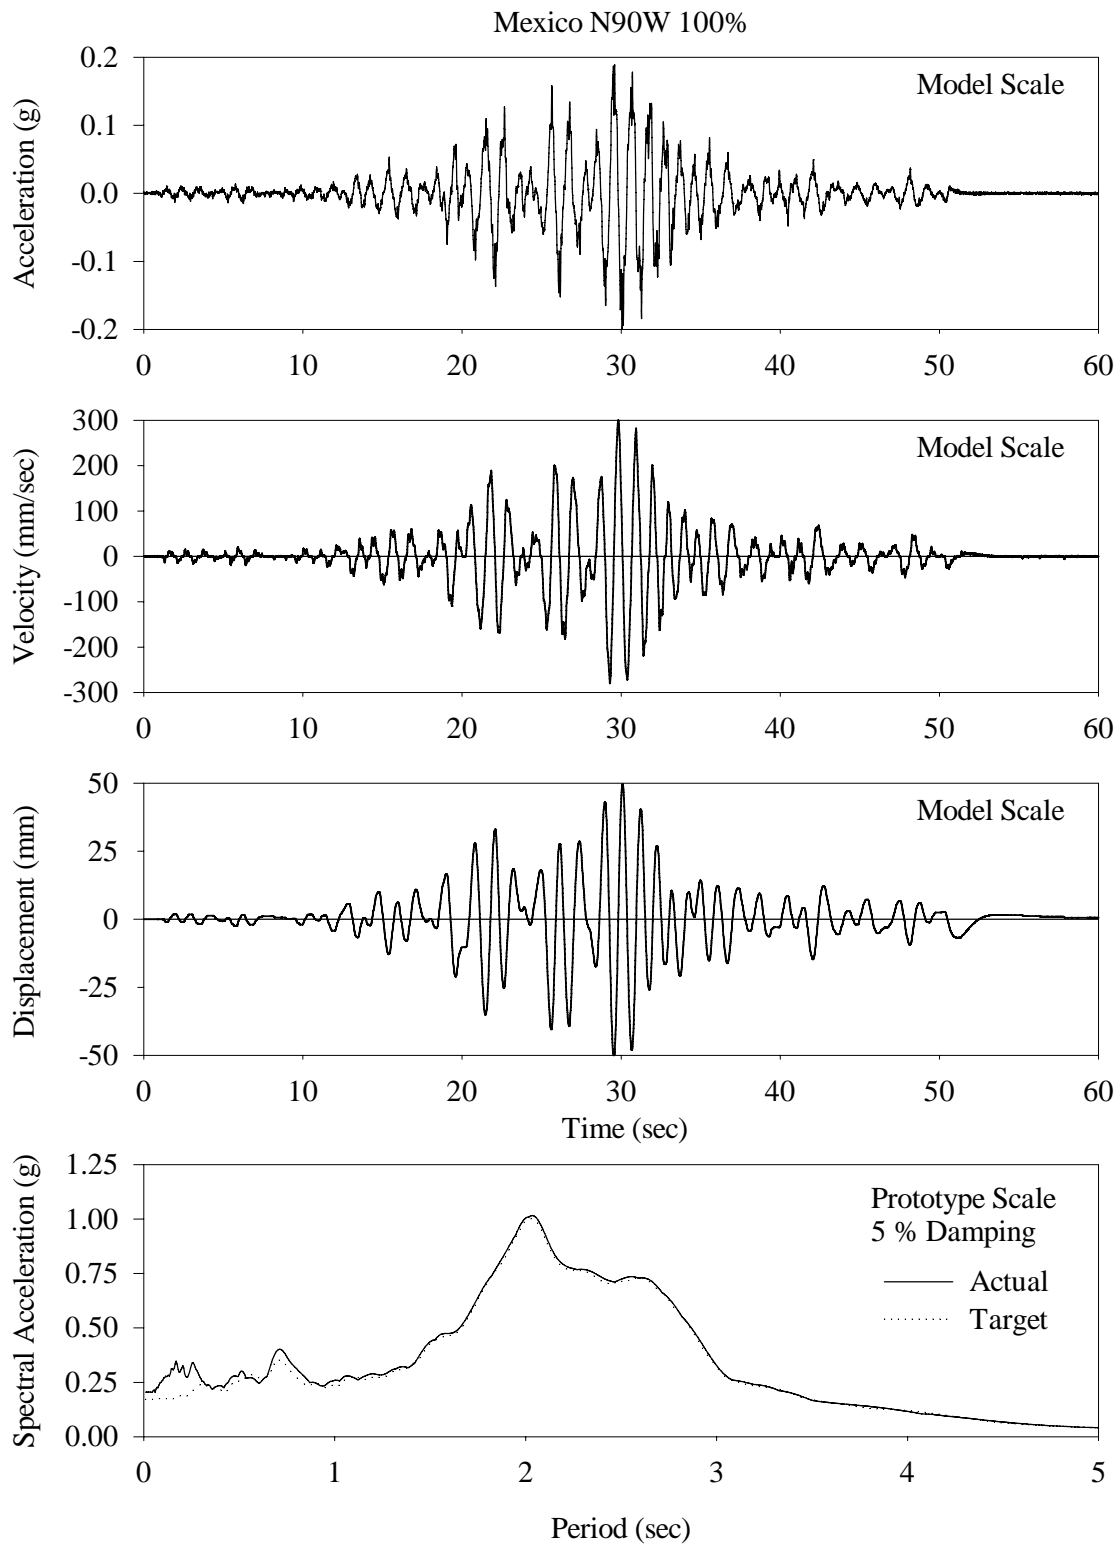 Mexico N90W 100%
Acceleration (g)
0.2
0.1
0.0
-0.1
-0.2
Model Scale
0 10 20 30 40 50 60
Velocity (mm/sec)
300
200
100
0
-100
-200
-300
Model Scale
0 10 20 30 40 50 60
Displacement (mm)
50
25
0
-25
-50
Model Scale
0 10 20 30 40 50 60
Time (sec)
Spectral Acceleration (g)
1.25
1.00
0.75
0.50
0.25
0.00
Prototype Scale
5 % Damping
Actual
Target
0 1 2 3 4 5
Period (sec)